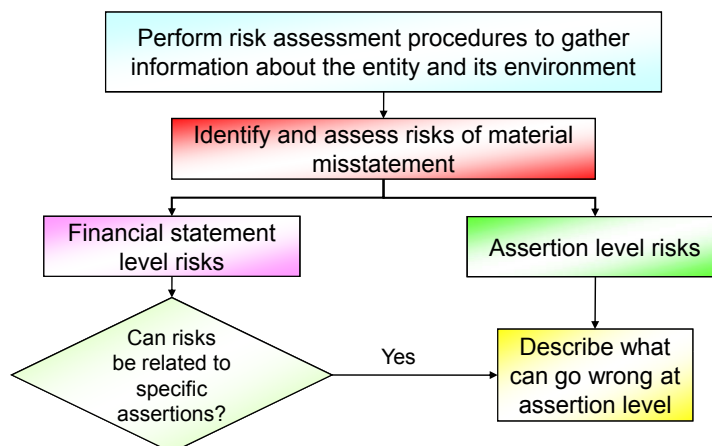 Perform risk assessment procedures to gather
information about the entity and its environment
Identify and assess risks of material
misstatement
Financial statement
level risks
Assertion level risks
Can risks
be related to
specific
assertions?
Yes
Describe what
can go wrong at
assertion level